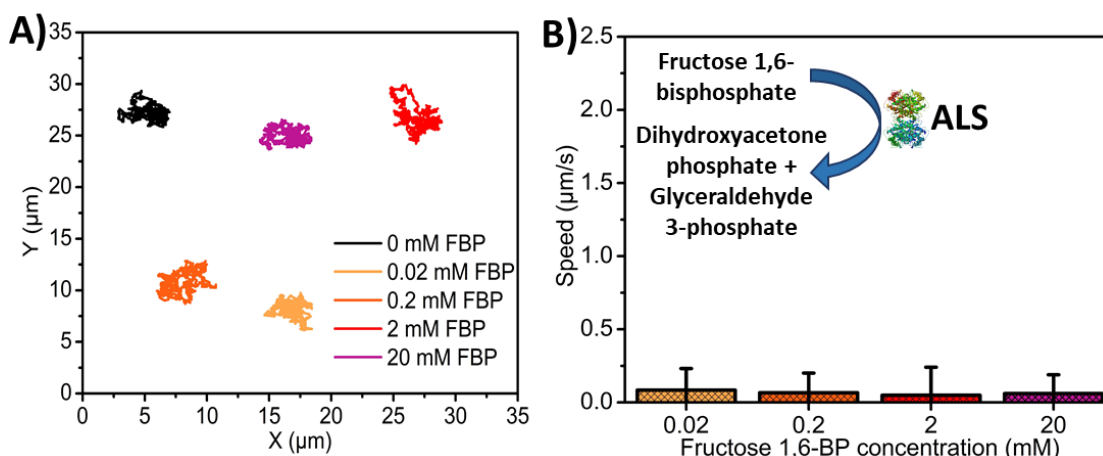 A)
35
30
25
20
15
10
5
0
Y (µm)
0 mM FBP
0.02 mM FBP
0.2 mM FBP
2 mM FBP
20 mM FBP
0 5 10 15 20 25 30 35
X (µm)
B)
2.5
2.0
1.5
1.0
0.5
0.0
Speed (µm/s)
Fructose 1,6-
bisphosphate
ALS
Dihydroxyacetone
phosphate +
Glyceraldehyde
3-phosphate
0.02 0.2 2 20
Fructose 1,6-BP concentration (mM)